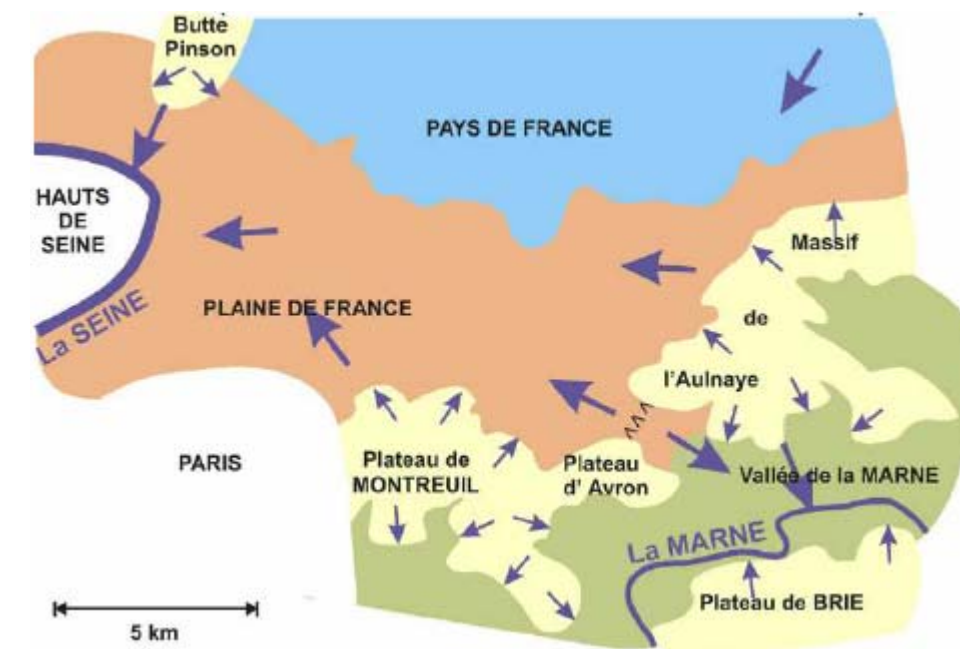 Butte
Pinson
PAYS DE FRANCE
HAUTS
DE
SEINE
Massif
La SEINE
PLAINE DE FRANCE
de
l'Aulnaye
PARIS
Plateau de
MONTREUIL
Plateau
d' Avron
Vallée de la MARNE
La MARNE
Plateau de BRIE
5 km